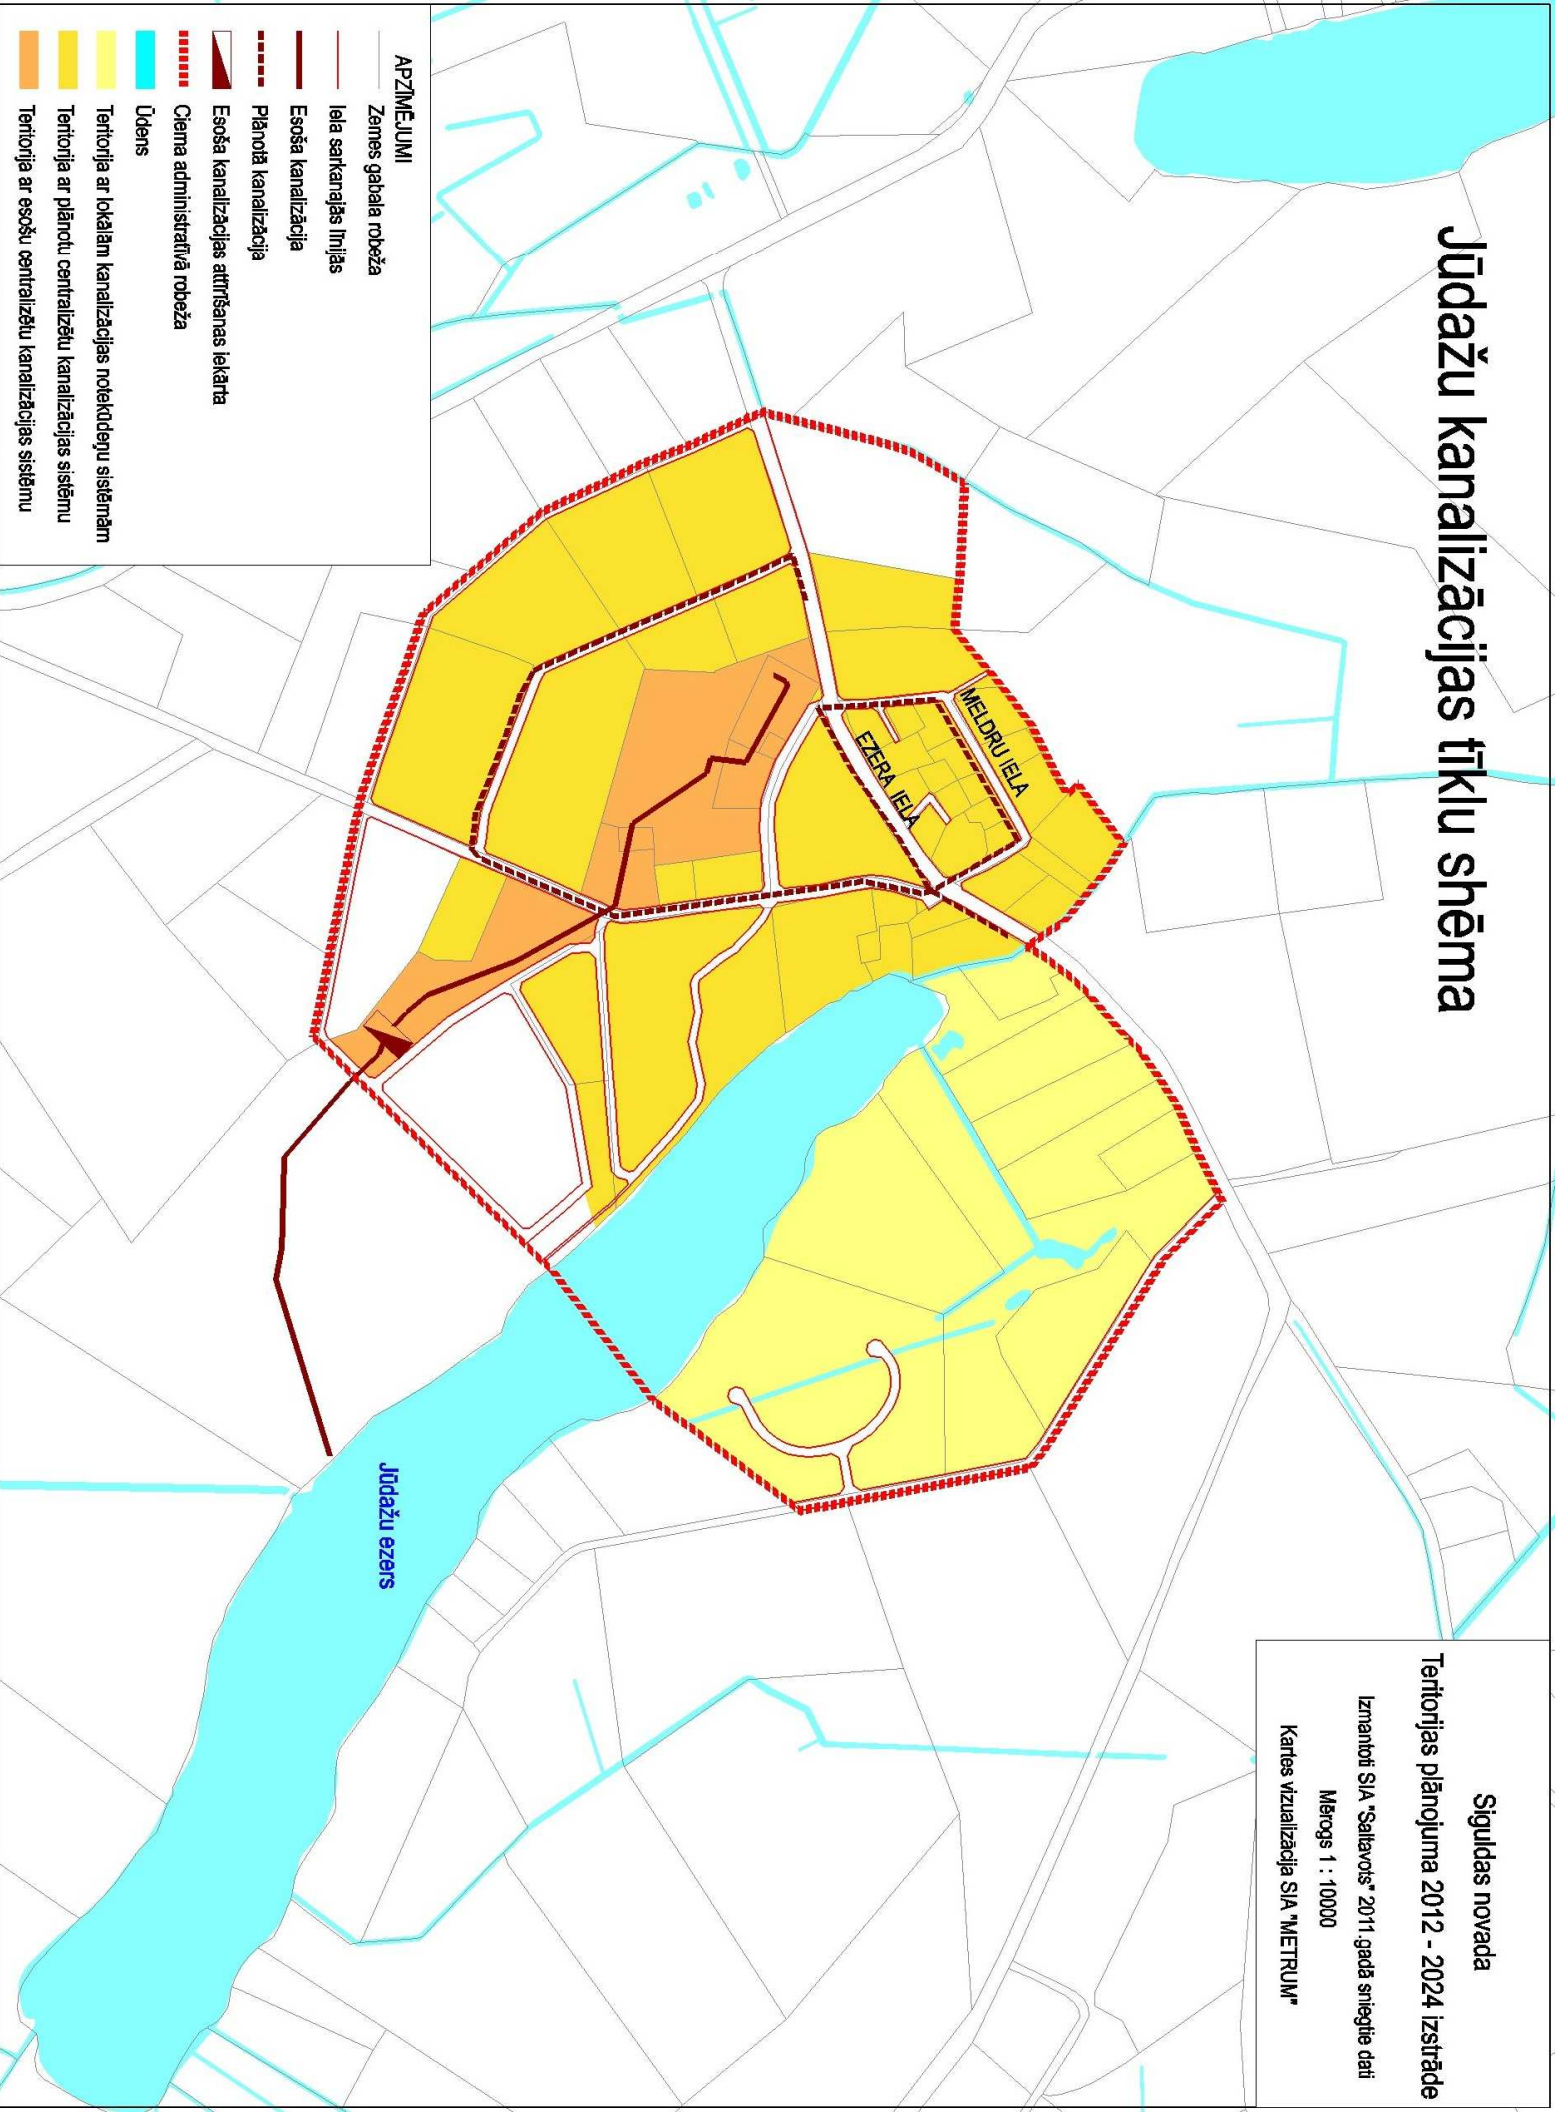 Jūdažu kanalizācijas tīklu shēma
Siguldas novada
Teritorijas plānojuma 2012 - 2024 izstrāde
Izmantoti SIA "Saltavots" 2011.gadā sniegtie dati
Mērogs 1 : 10000
Kartes vizualizācija SIA "METRUM"
MELDRU IELA
EZERA IELA
Jūdažu ezers
APZĪMĒJUMI
Zemes gabala robeža
Iela sarkanajās līnijās
Esoša kanalizācija
Plānotā kanalizācija
Esoša kanalizācijas attīrīšanas iekārta
Ciema administratīvā robeža
Ūdens
Teritorija ar lokālām kanalizācijas notekūdeņu sistēmām
Teritorija ar plānotu centralizētu kanalizācijas sistēmu
Teritorija ar esošu centralizētu kanalizācijas sistēmu